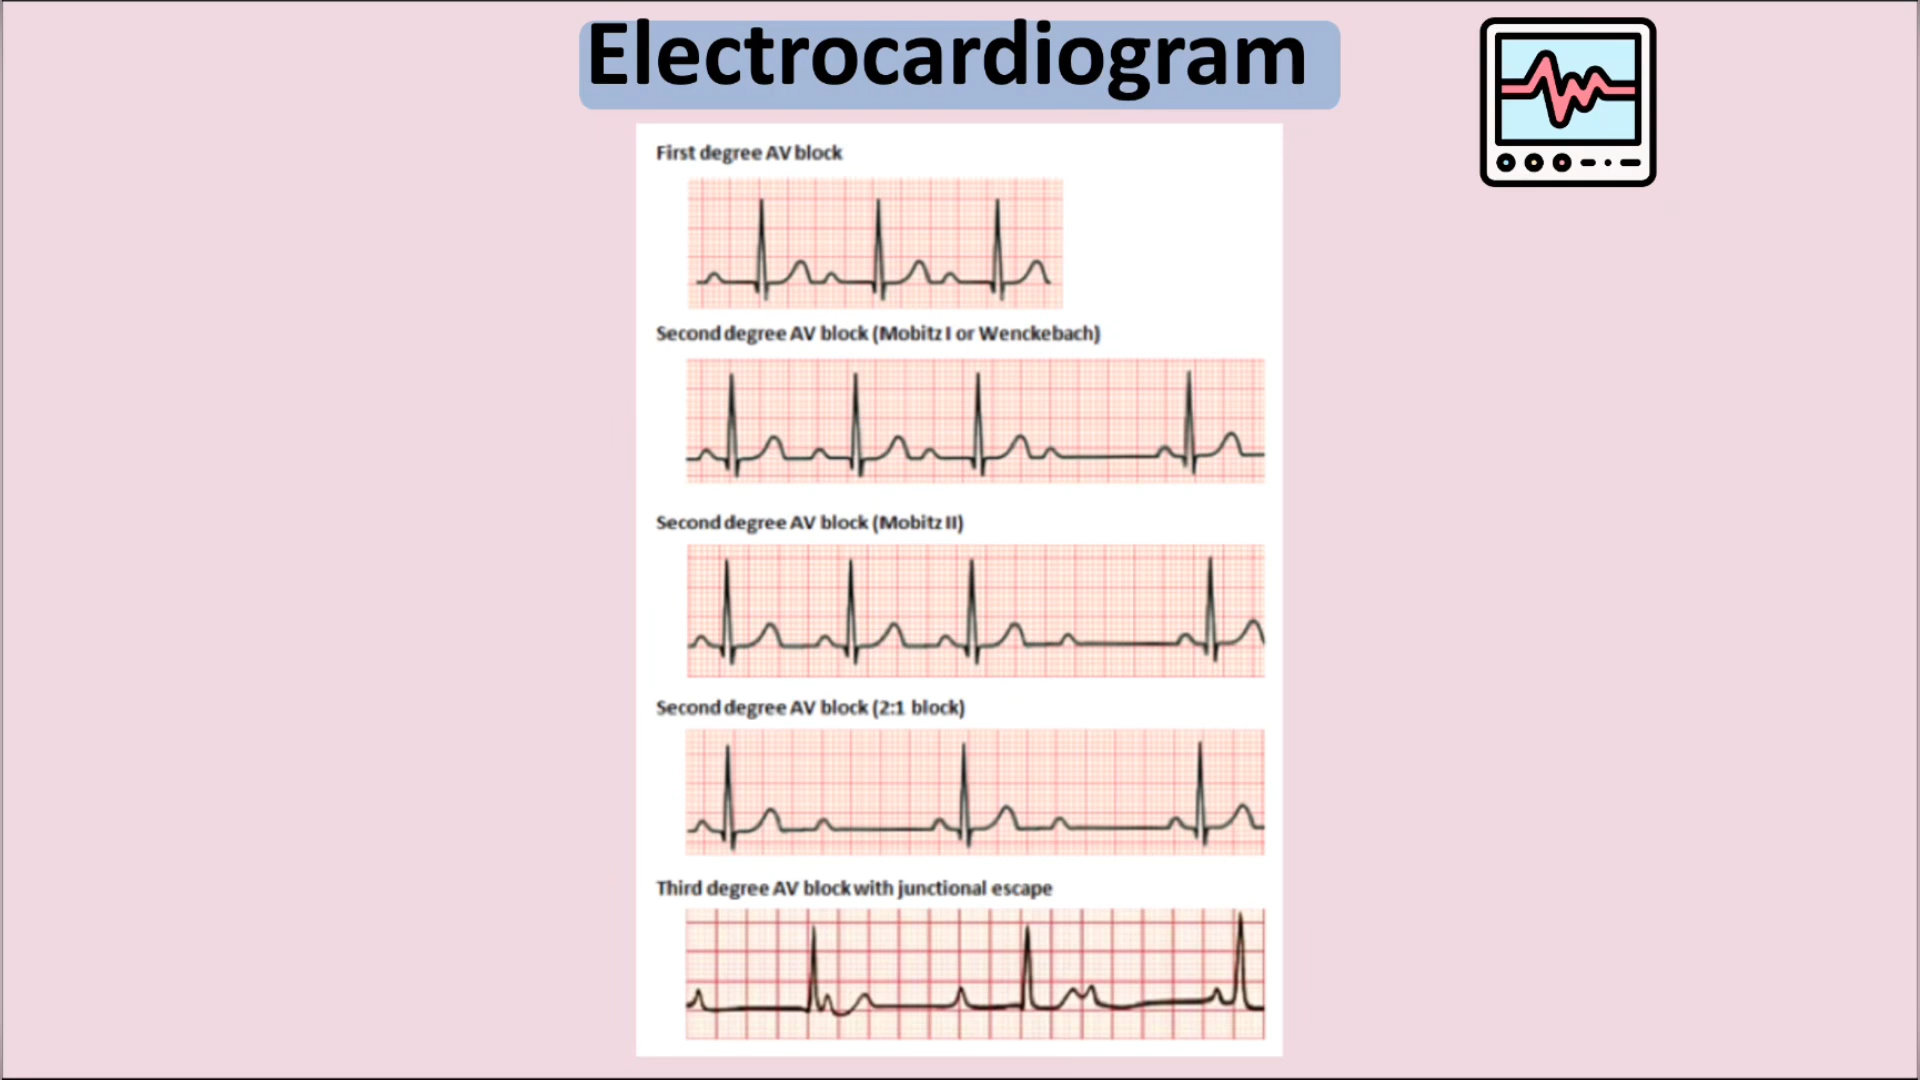 Electrocardiogram
First degree AV block
Second degree AV block (Mobitz I or Wenckebach)
Second degree AV block (Mobitz II)
Second degree AV block (2:1 block)
Third degree AV block with junctional escape